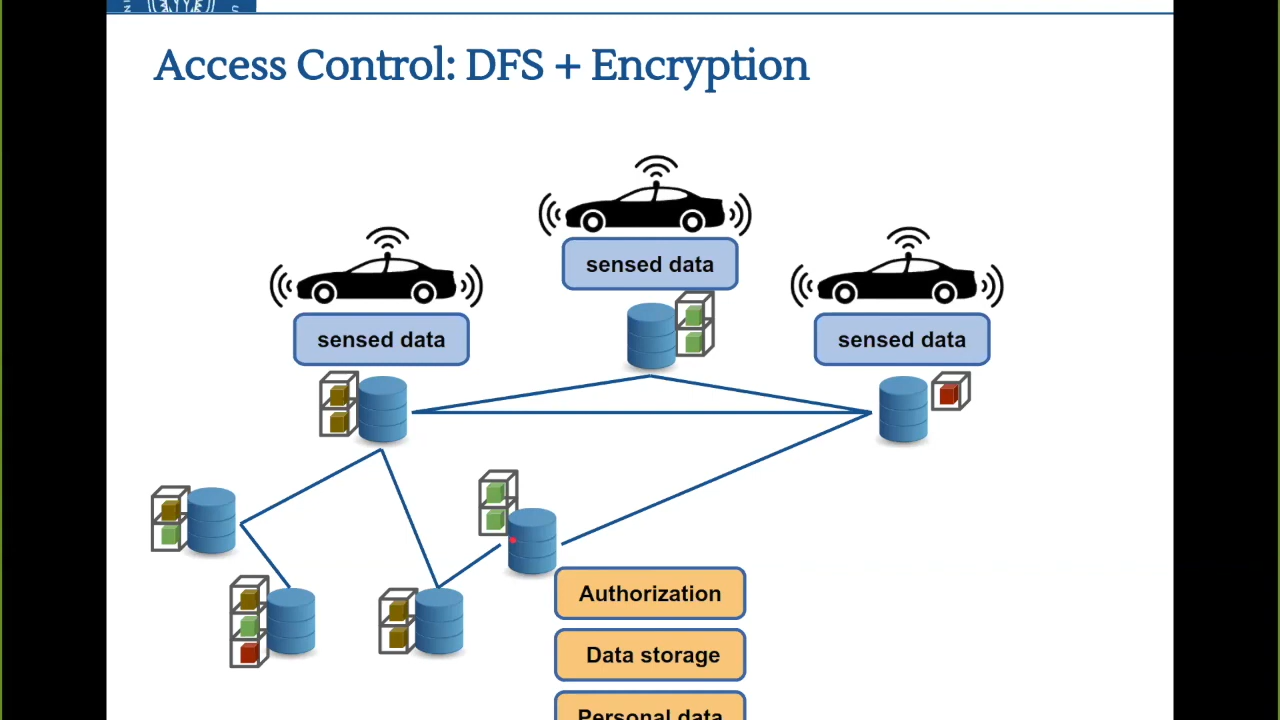 Access Control: DFS + Encryption
sensed data
sensed data
sensed data
Authorization
Data storage
Personal data